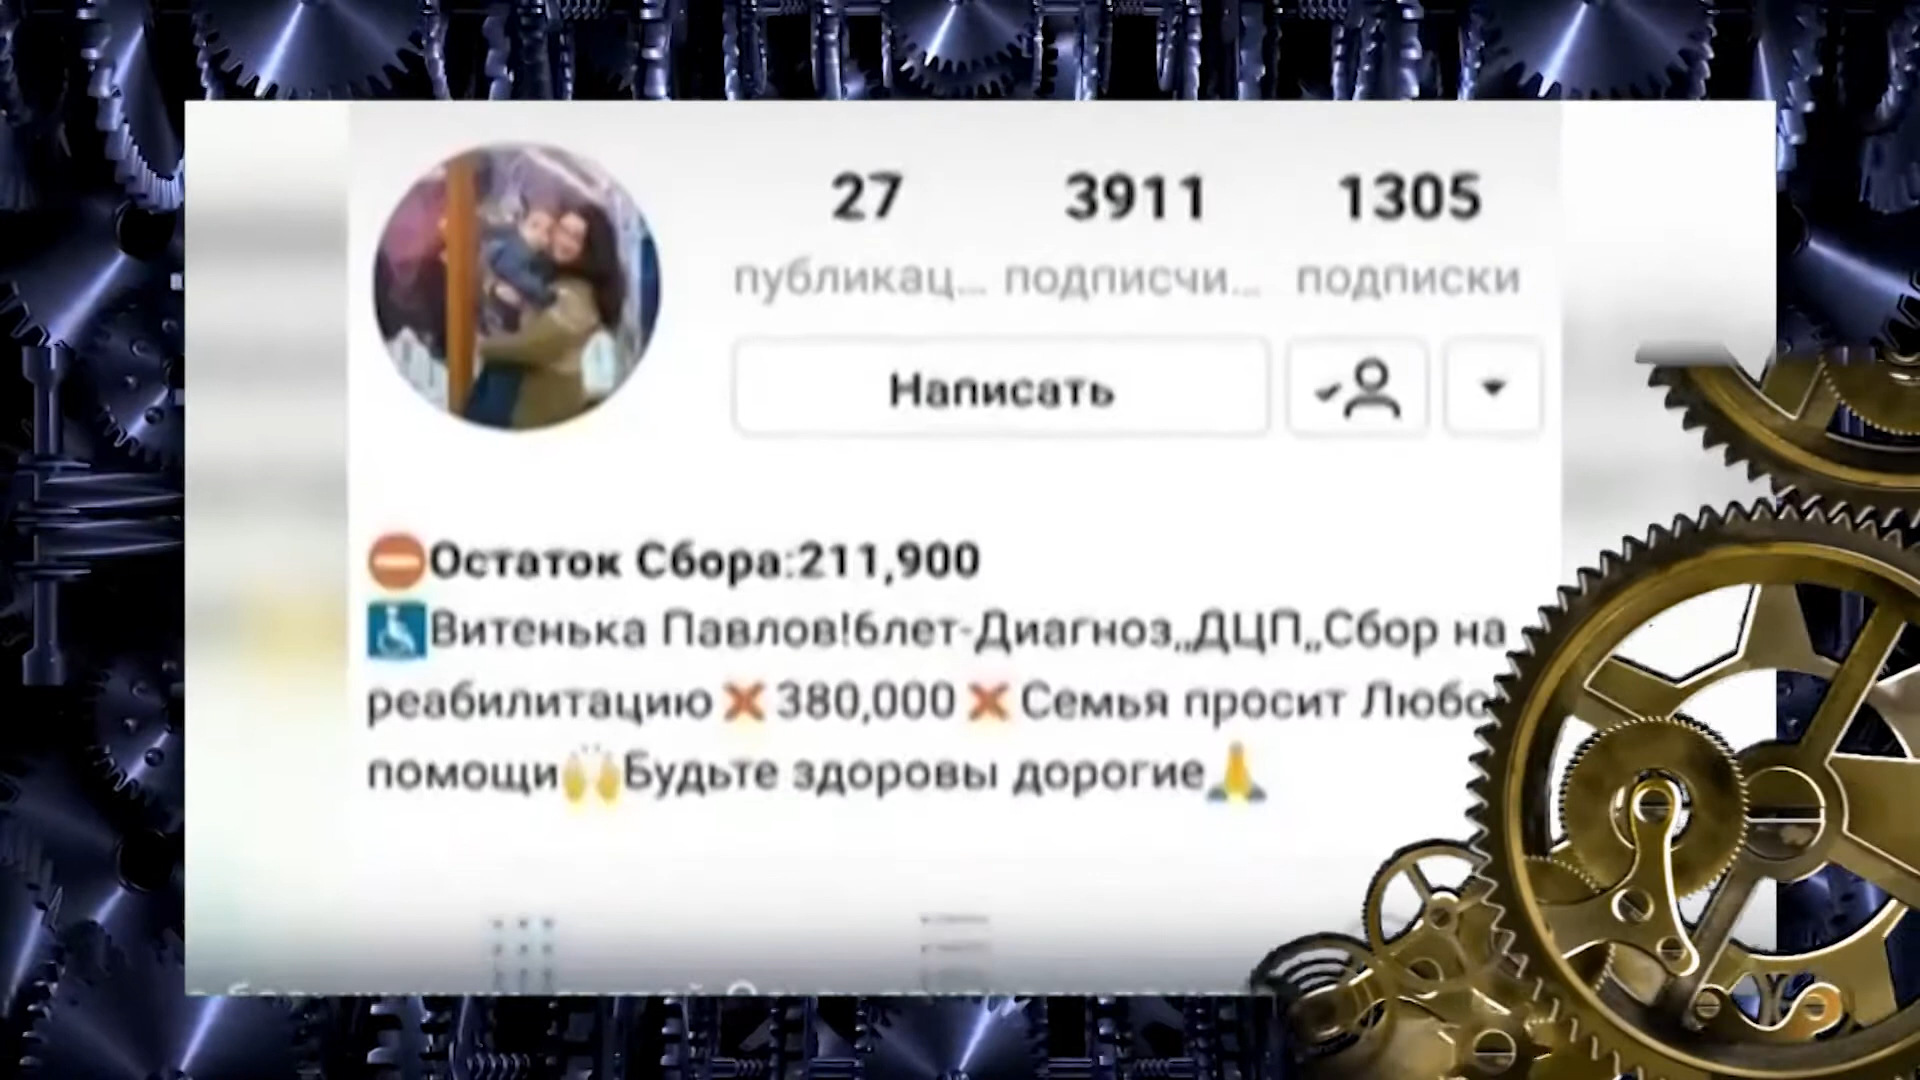 27 3911 1305
публикац... подписчи... подписки
Написать
Остаток Сбора:211,900
Витенька Павлов!6лет-Диагноз,,ДЦП,,Сбор на
реабилитацию 380,000 Семья просит Любо
помощи Будьте здоровы дорогие